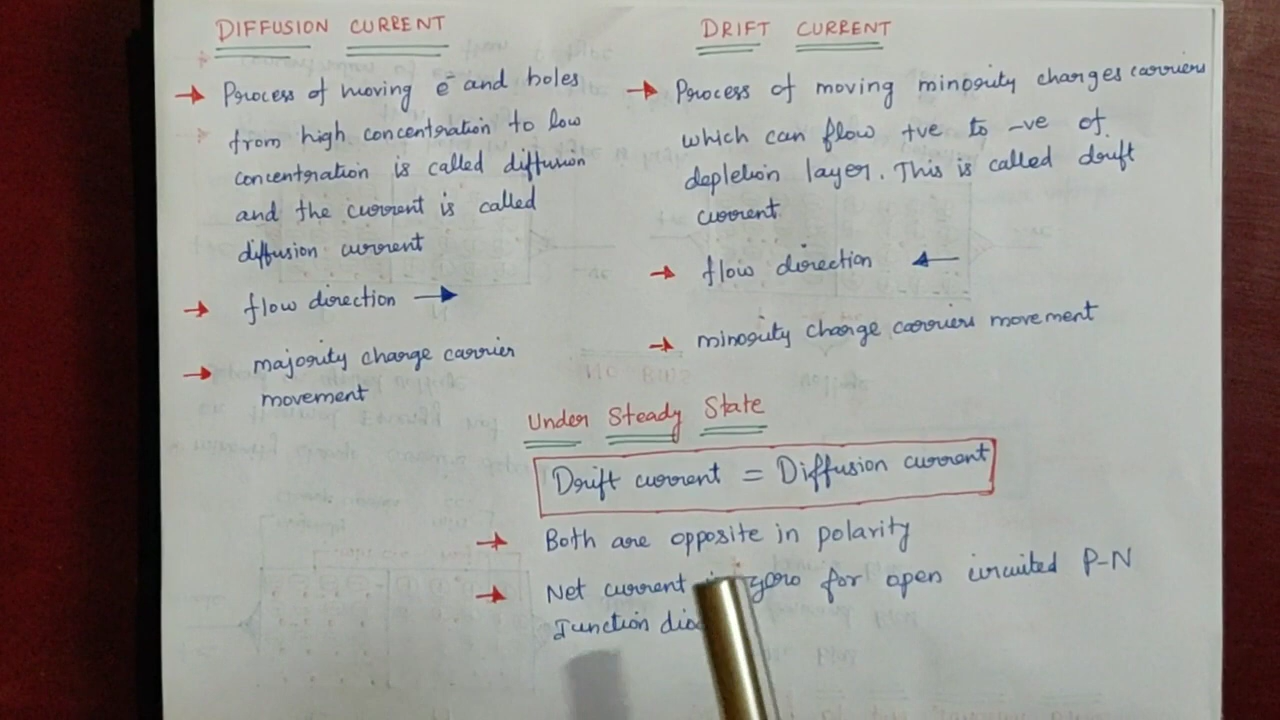 DIFFUSION CURRENT
Process of moving e⁻ and holes
from high concentration to low
concentration is called diffusion
and the current is called
diffusion current
→ flow direction →
majority charge carrier
movement
DRIFT CURRENT
Process of moving minority charges carriers
which can flow +ve to -ve of
depletion layer. This is called drift
current.
→ flow direction ←
→ minority charge carriers movement
Under Steady State
Drift current = Diffusion current
→ Both are opposite in polarity
→ Net current zero for open circuited P-N
Junction